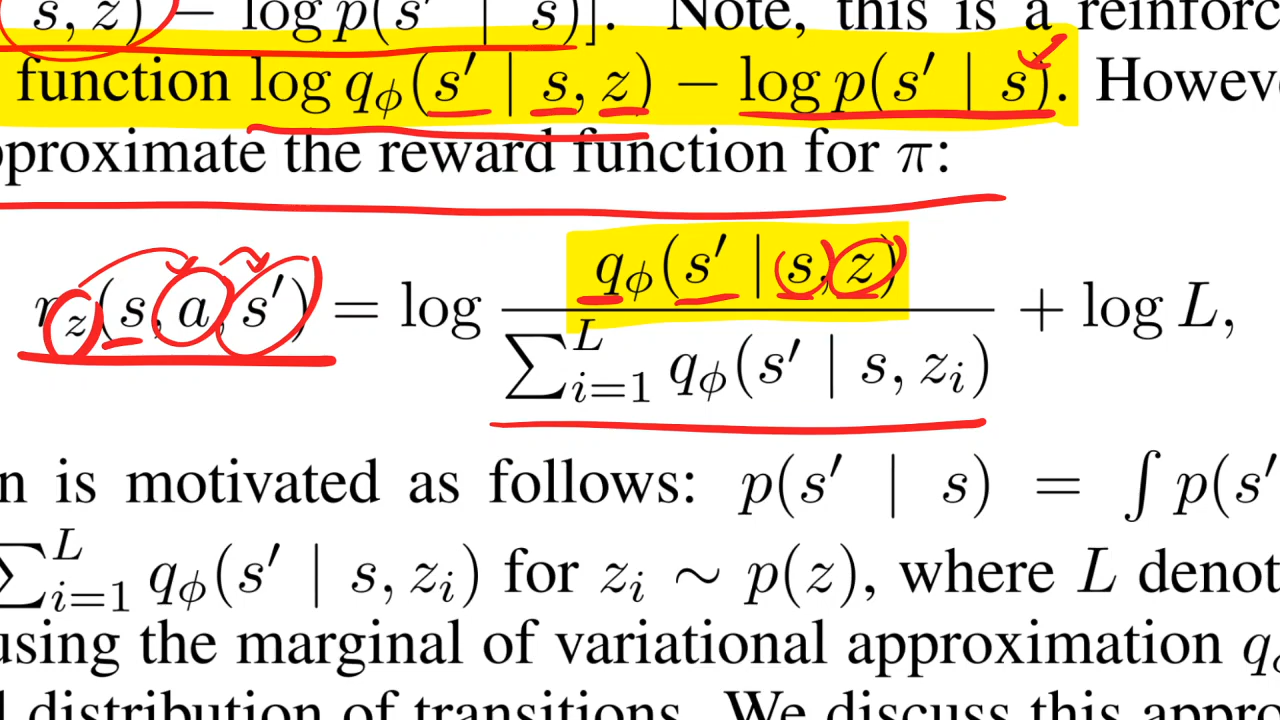 s, z) − log p(s′ | s)]. Note, this is a reinforc
function log q_ϕ(s′ | s, z) − log p(s′ | s). Howeve
pproximate the reward function for π:
r_z(s, a, s′) = log q_ϕ(s′ | s, z) / ∑_{i=1}^{L} q_ϕ(s′ | s, z_i) + log L,
n is motivated as follows: p(s′ | s) = ∫ p(s′
∑_{i=1}^{L} q_ϕ(s′ | s, z_i) for z_i ∼ p(z), where L denot
using the marginal of variational approximation q_ϕ
l distribution of transitions. We discuss this appro